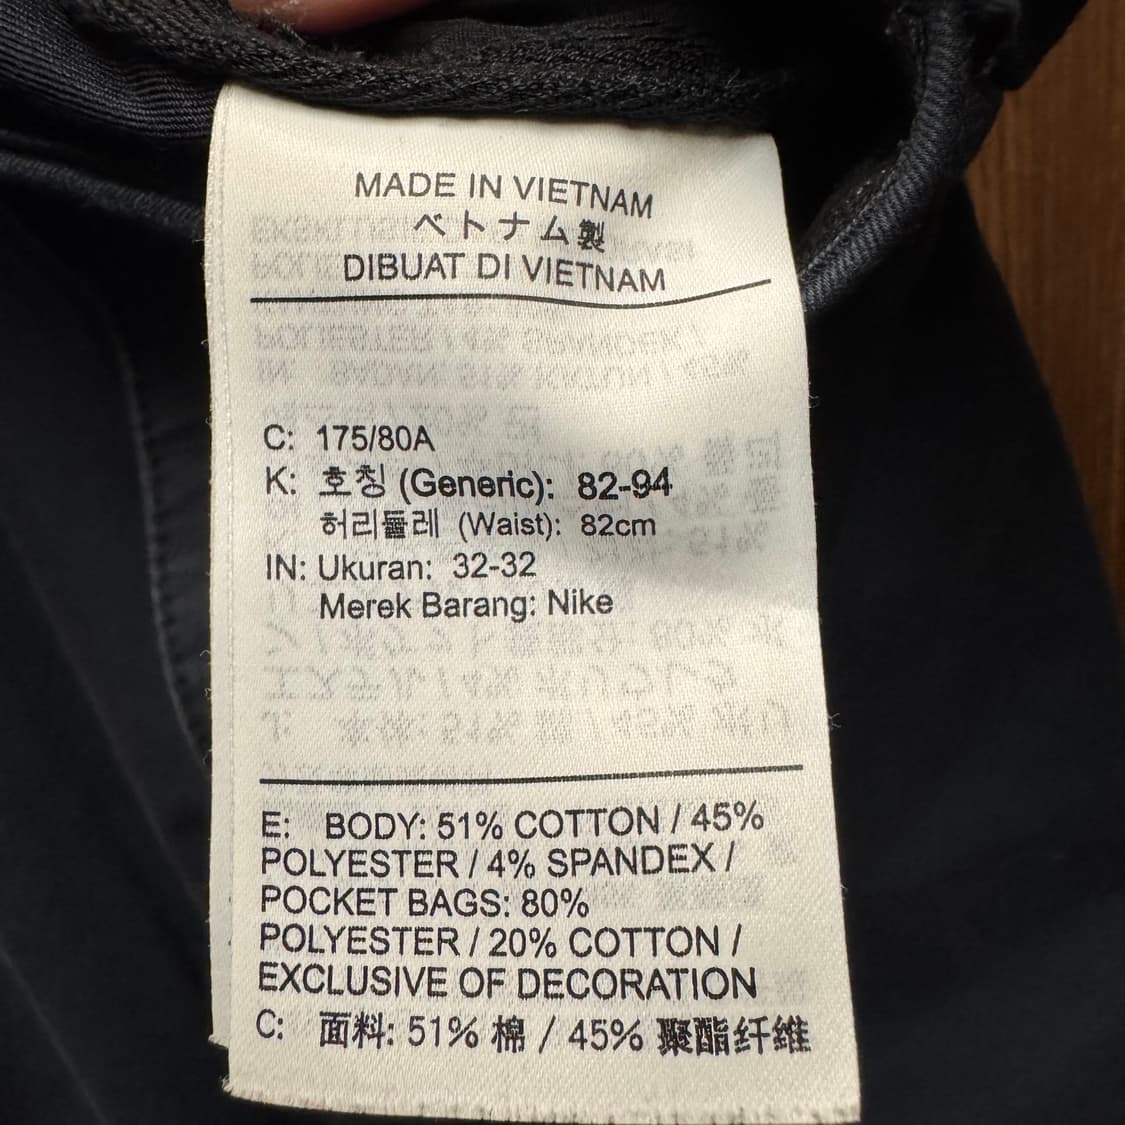 MADE IN VIETNAM
ベトナム製
DIBUAT DI VIETNAM
C: 175/80A
K: 호칭 (Generic): 82-94
허리둘레 (Waist): 82cm
IN: Ukuran: 32-32
Merek Barang: Nike
E: BODY: 51% COTTON / 45%
POLYESTER / 4% SPANDEX /
POCKET BAGS: 80%
POLYESTER / 20% COTTON /
EXCLUSIVE OF DECORATION
C: 面料: 51% 棉 / 45% 聚酯纤维